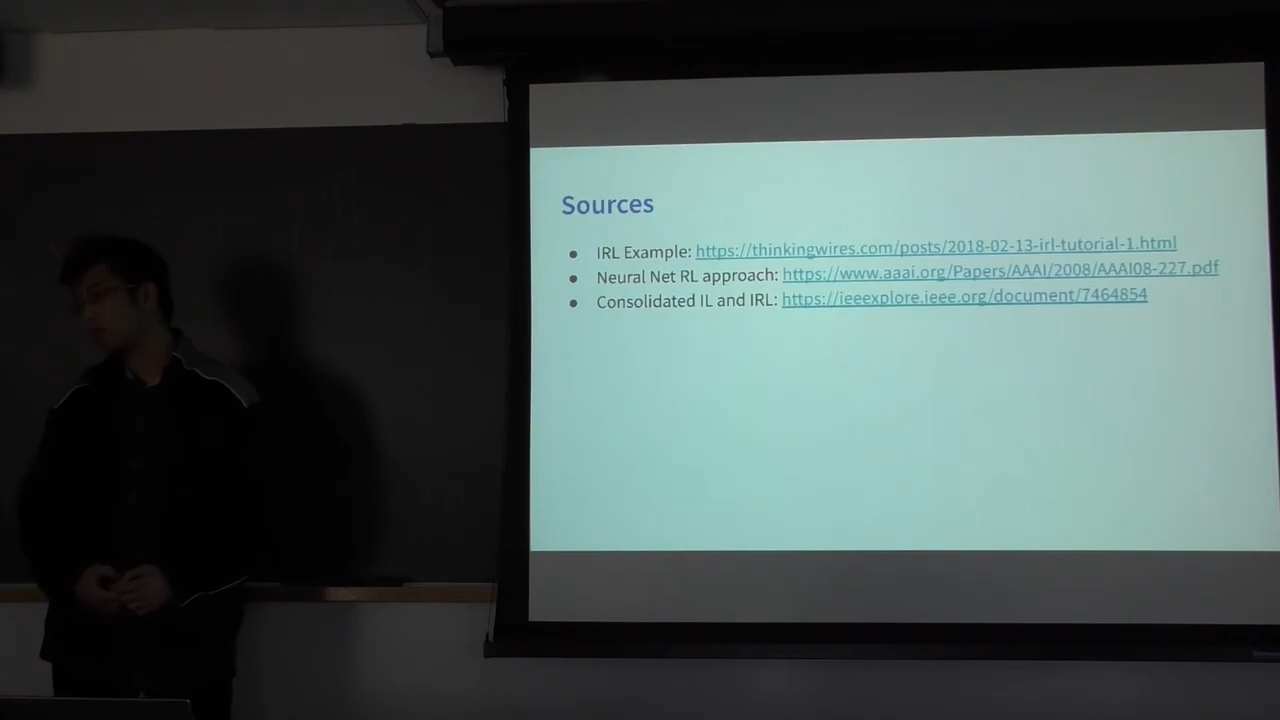 Sources
● IRL Example: https://thinkingwires.com/posts/2018-02-13-irl-tutorial-1.html
● Neural Net RL approach: https://www.aaai.org/Papers/AAAI/2008/AAAI08-227.pdf
● Consolidated IL and IRL: https://ieeexplore.ieee.org/document/7464854